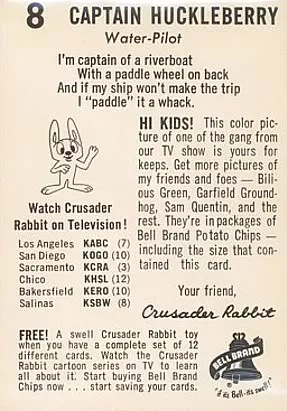 8 CAPTAIN HUCKLEBERRY
Water-Pilot
I'm captain of a riverboat
With a paddle wheel on back
And if my ship won't make the trip
I "paddle" it a whack.
Watch Crusader
Rabbit on Television!
Los Angeles KABC (7)
San Diego KOGO (10)
Sacramento KCRA (3)
Chico KHSL (12)
Bakersfield KERO (10)
Salinas KSBW (8)
HI KIDS! This color pic-
ture of one of the gang from
our TV show is yours for
keeps. Get more pictures of
my friends and foes — Bili-
ous Green, Garfield Ground-
hog, Sam Quentin, and the
rest. They're in packages of
Bell Brand Potato Chips —
including the size that con-
tained this card.
Your friend,
Crusader Rabbit
FREE! A swell Crusader Rabbit toy
when you have a complete set of 12
different cards. Watch the Crusader
Rabbit cartoon series on TV to learn
all about it. Start buying Bell Brand
Chips now . . . start saving your cards.
BELL BRAND
"if it's Bell-it's swell!"